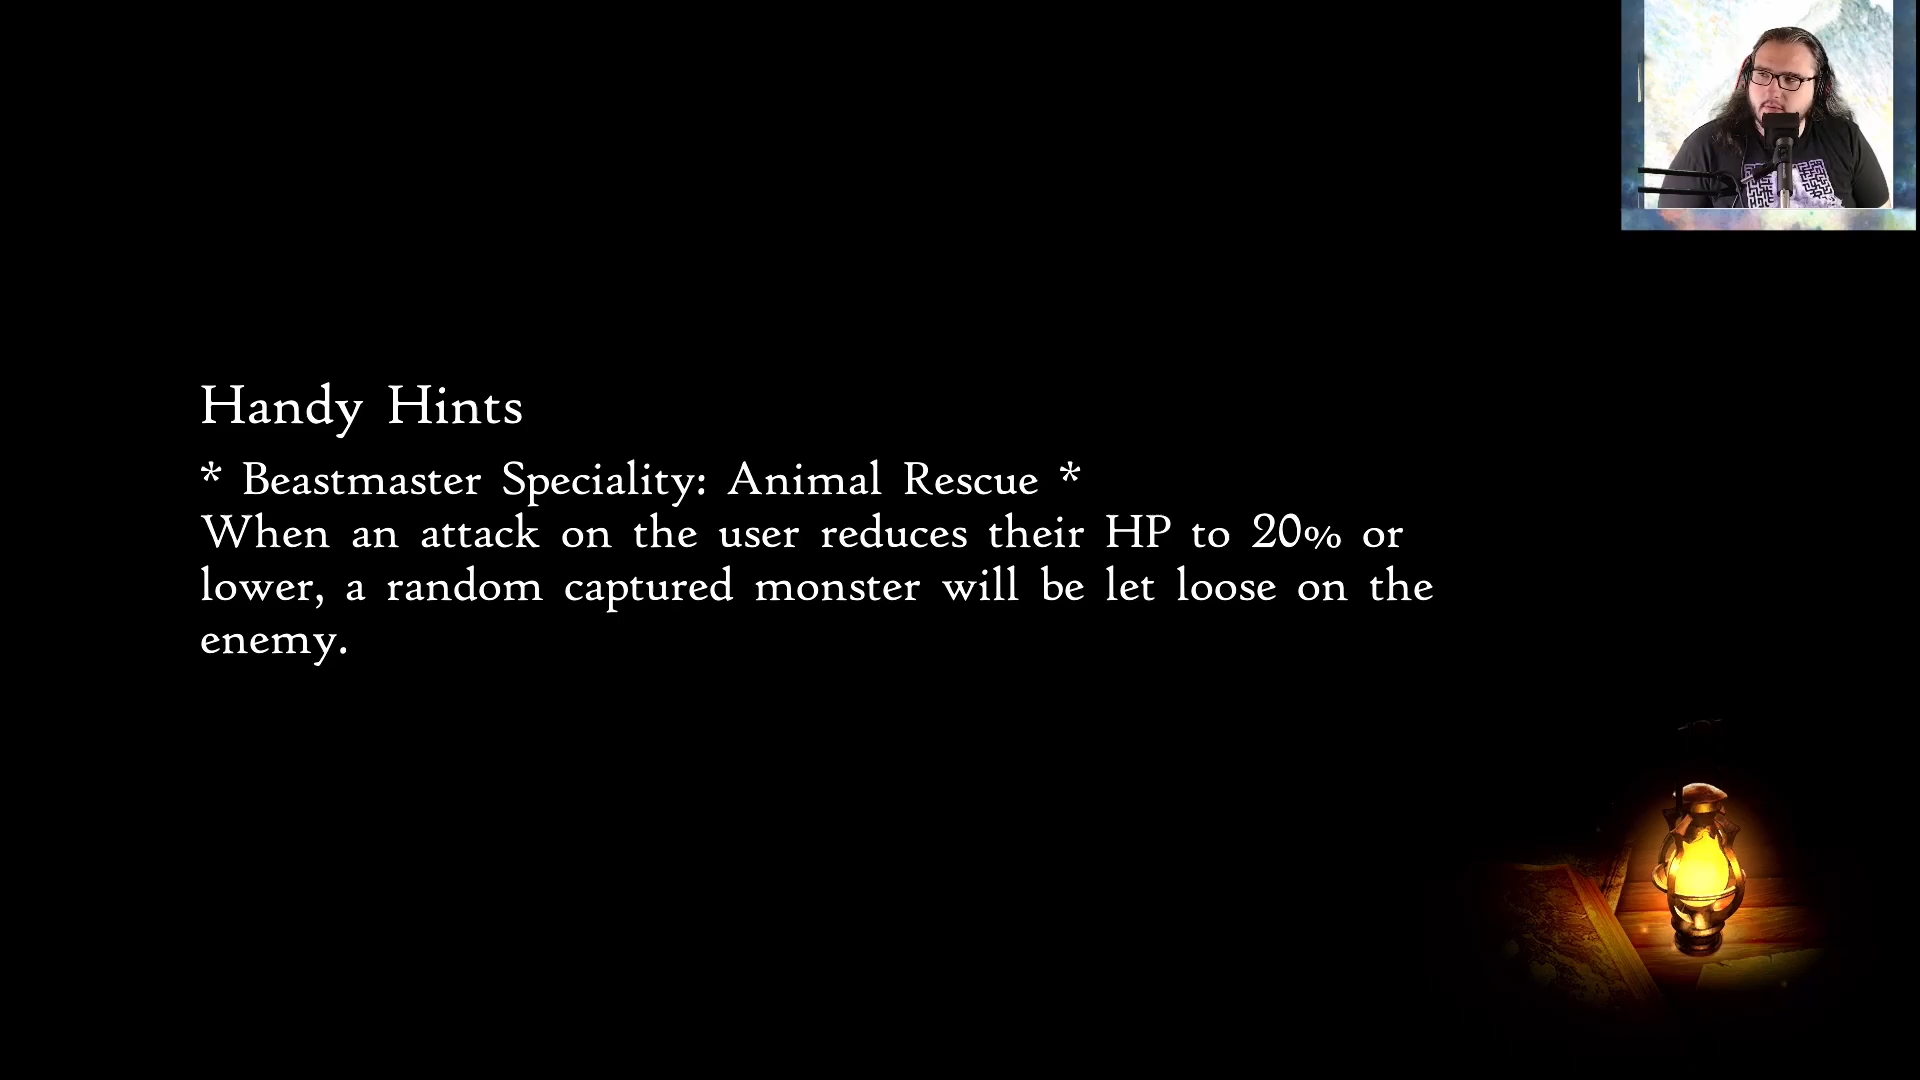 Handy Hints
* Beastmaster Speciality: Animal Rescue *
When an attack on the user reduces their HP to 20% or
lower, a random captured monster will be let loose on the
enemy.